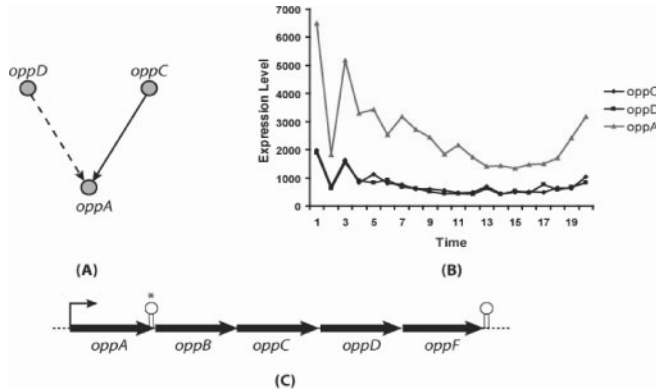 oppD
oppC
oppA
(A)
Expression Level
7000
6000
5000
4000
3000
2000
1000
0
1 3 5 7 9 11 13 15 17 19
Time
oppC
oppD
oppA
(B)
*
oppA oppB oppC oppD oppF
(C)